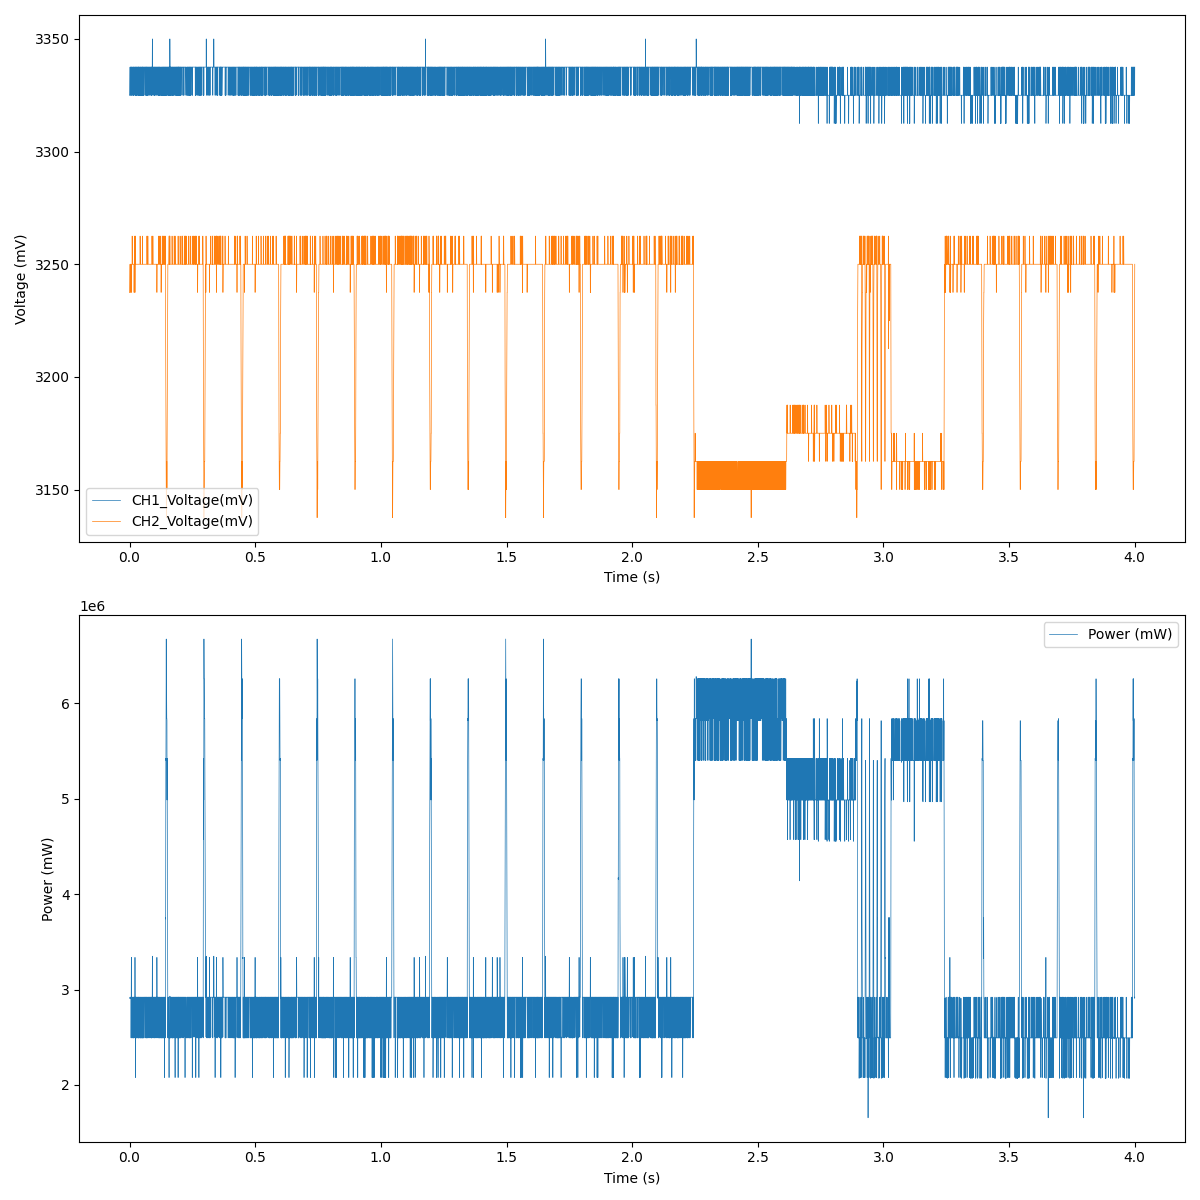 3350
3300
3250
3200
3150
Voltage (mV)
CH1_Voltage(mV)
CH2_Voltage(mV)
0.0 0.5 1.0 1.5 2.0 2.5 3.0 3.5 4.0
Time (s)
1e6
Power (mW)
6
5
4
3
2
Power (mW)
0.0 0.5 1.0 1.5 2.0 2.5 3.0 3.5 4.0
Time (s)